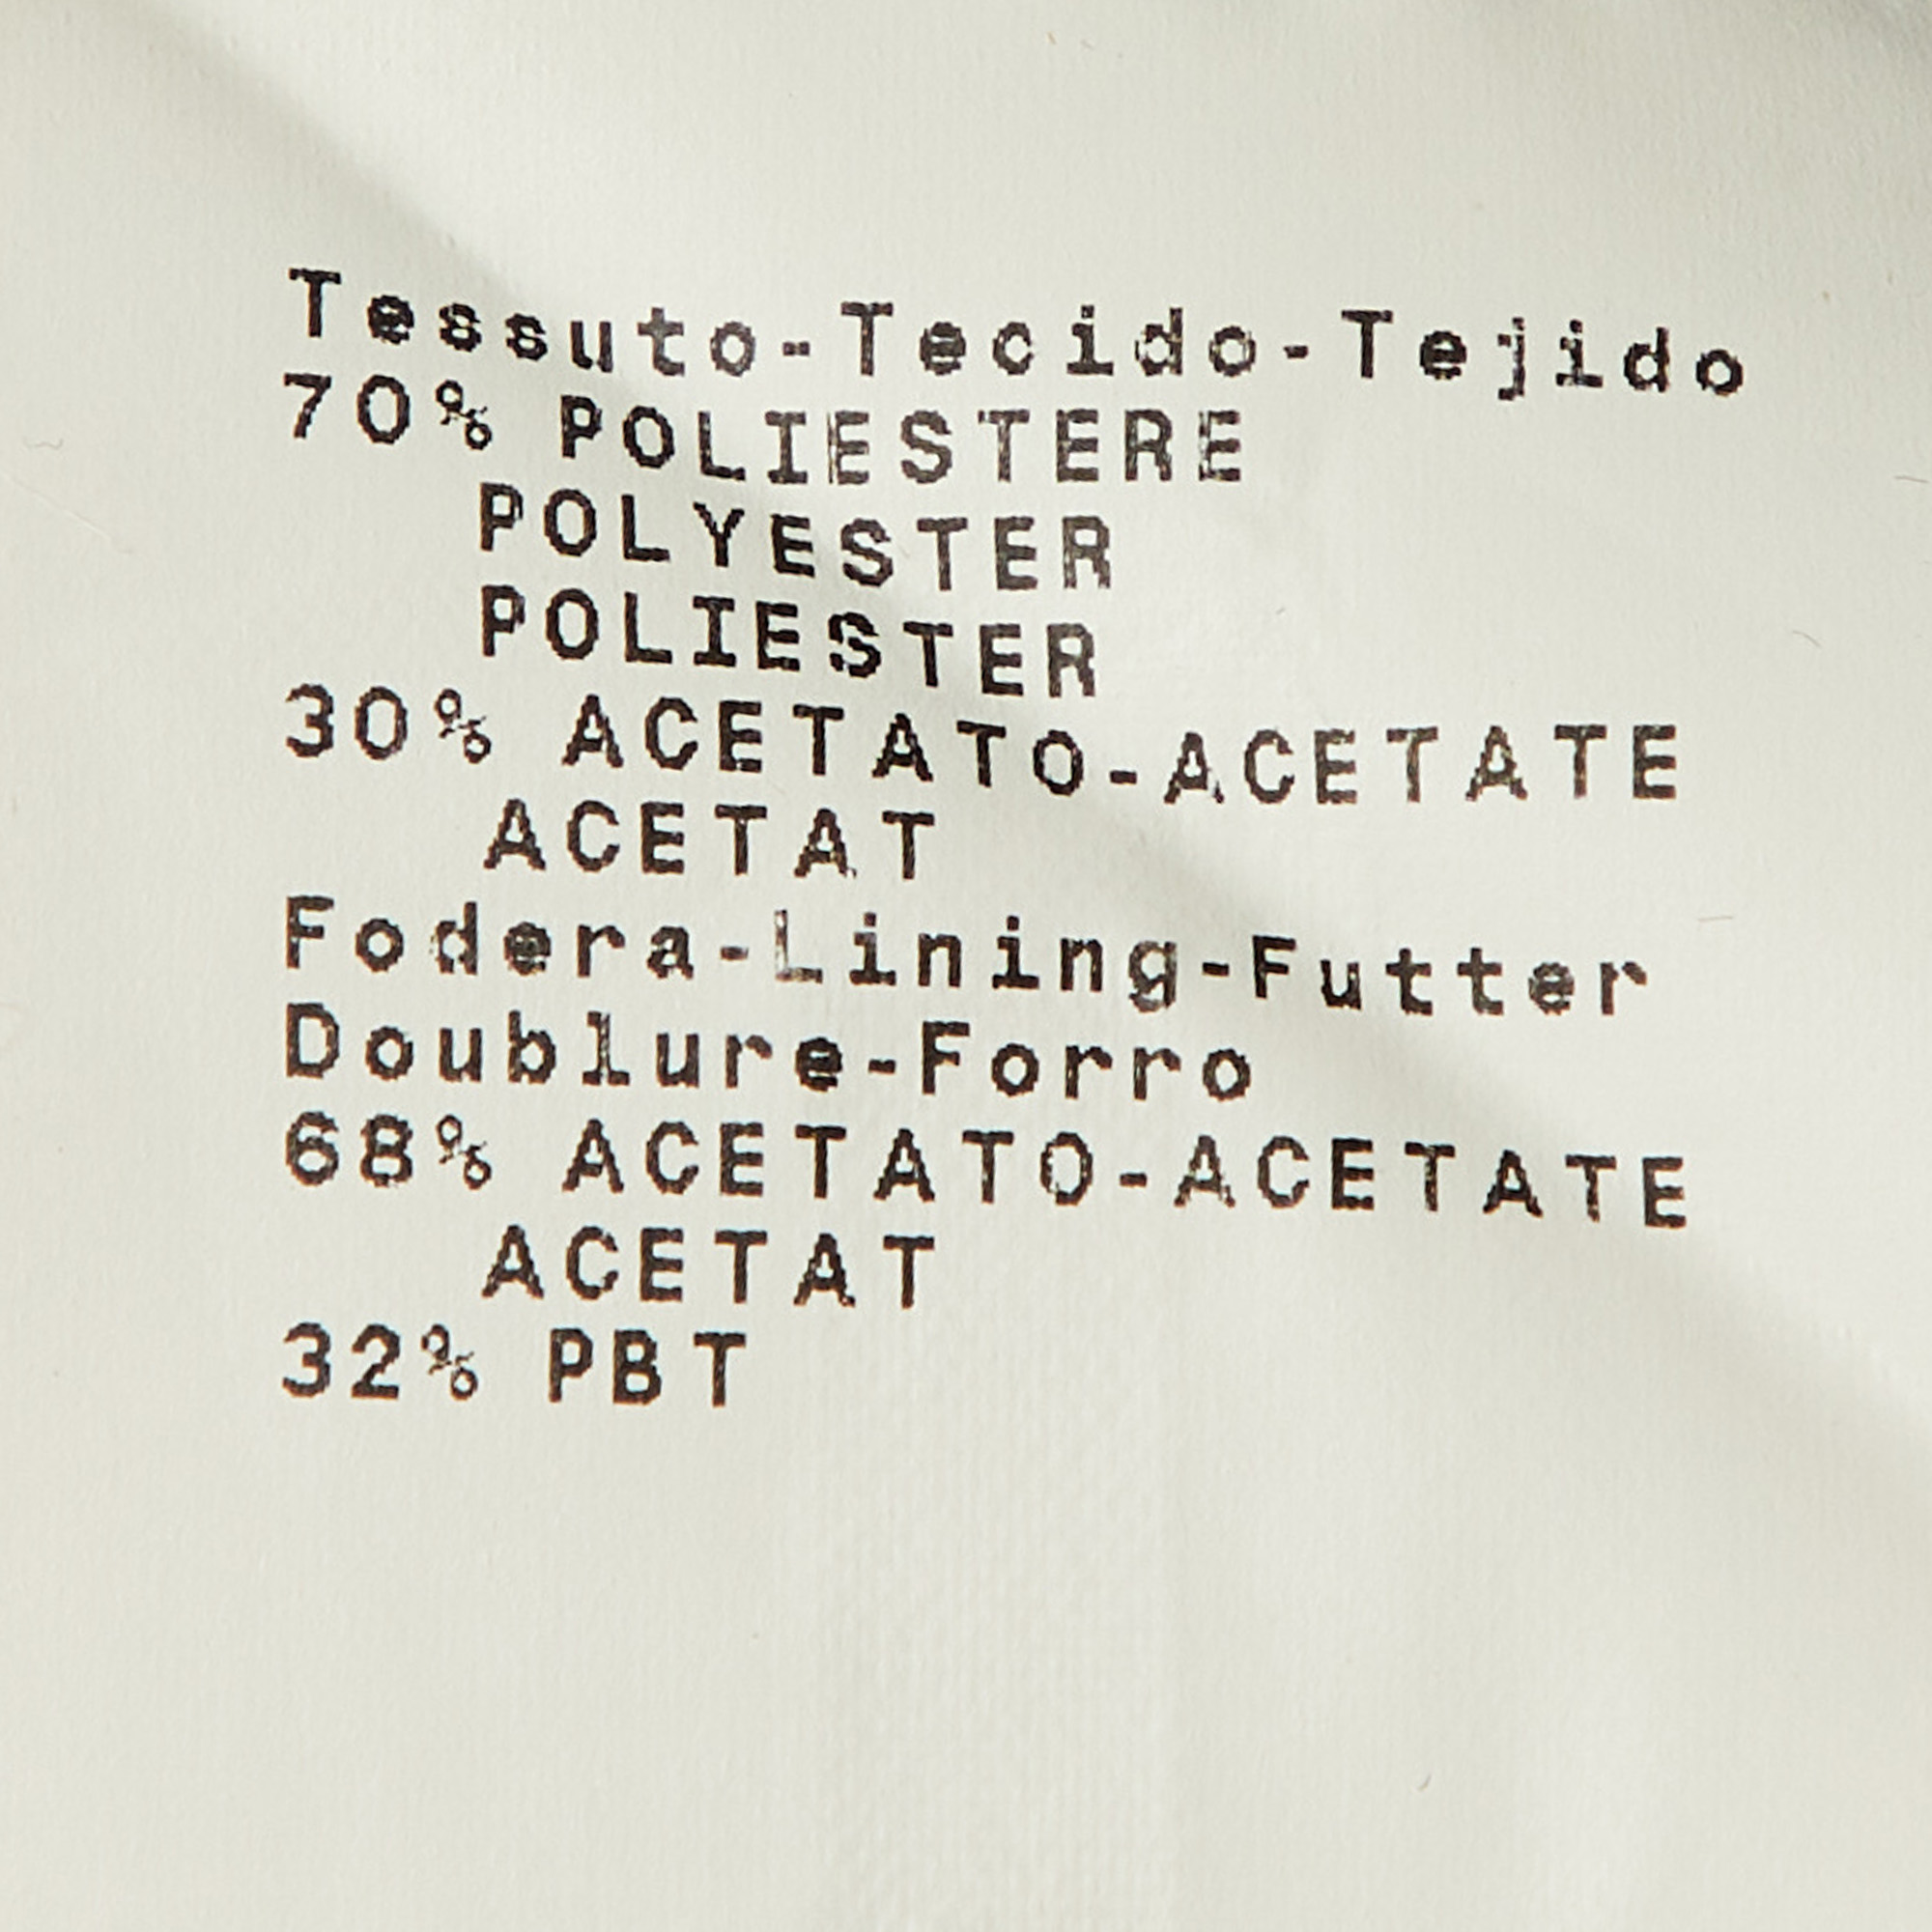 Tessuto-Tecido-Tejido
70% POLIESTERE
POLYESTER
POLIESTER
30% ACETATO-ACETATE
ACETAT
Fodera-Lining-Futter
Doublure-Forro
68% ACETATO-ACETATE
ACETAT
32% PBT